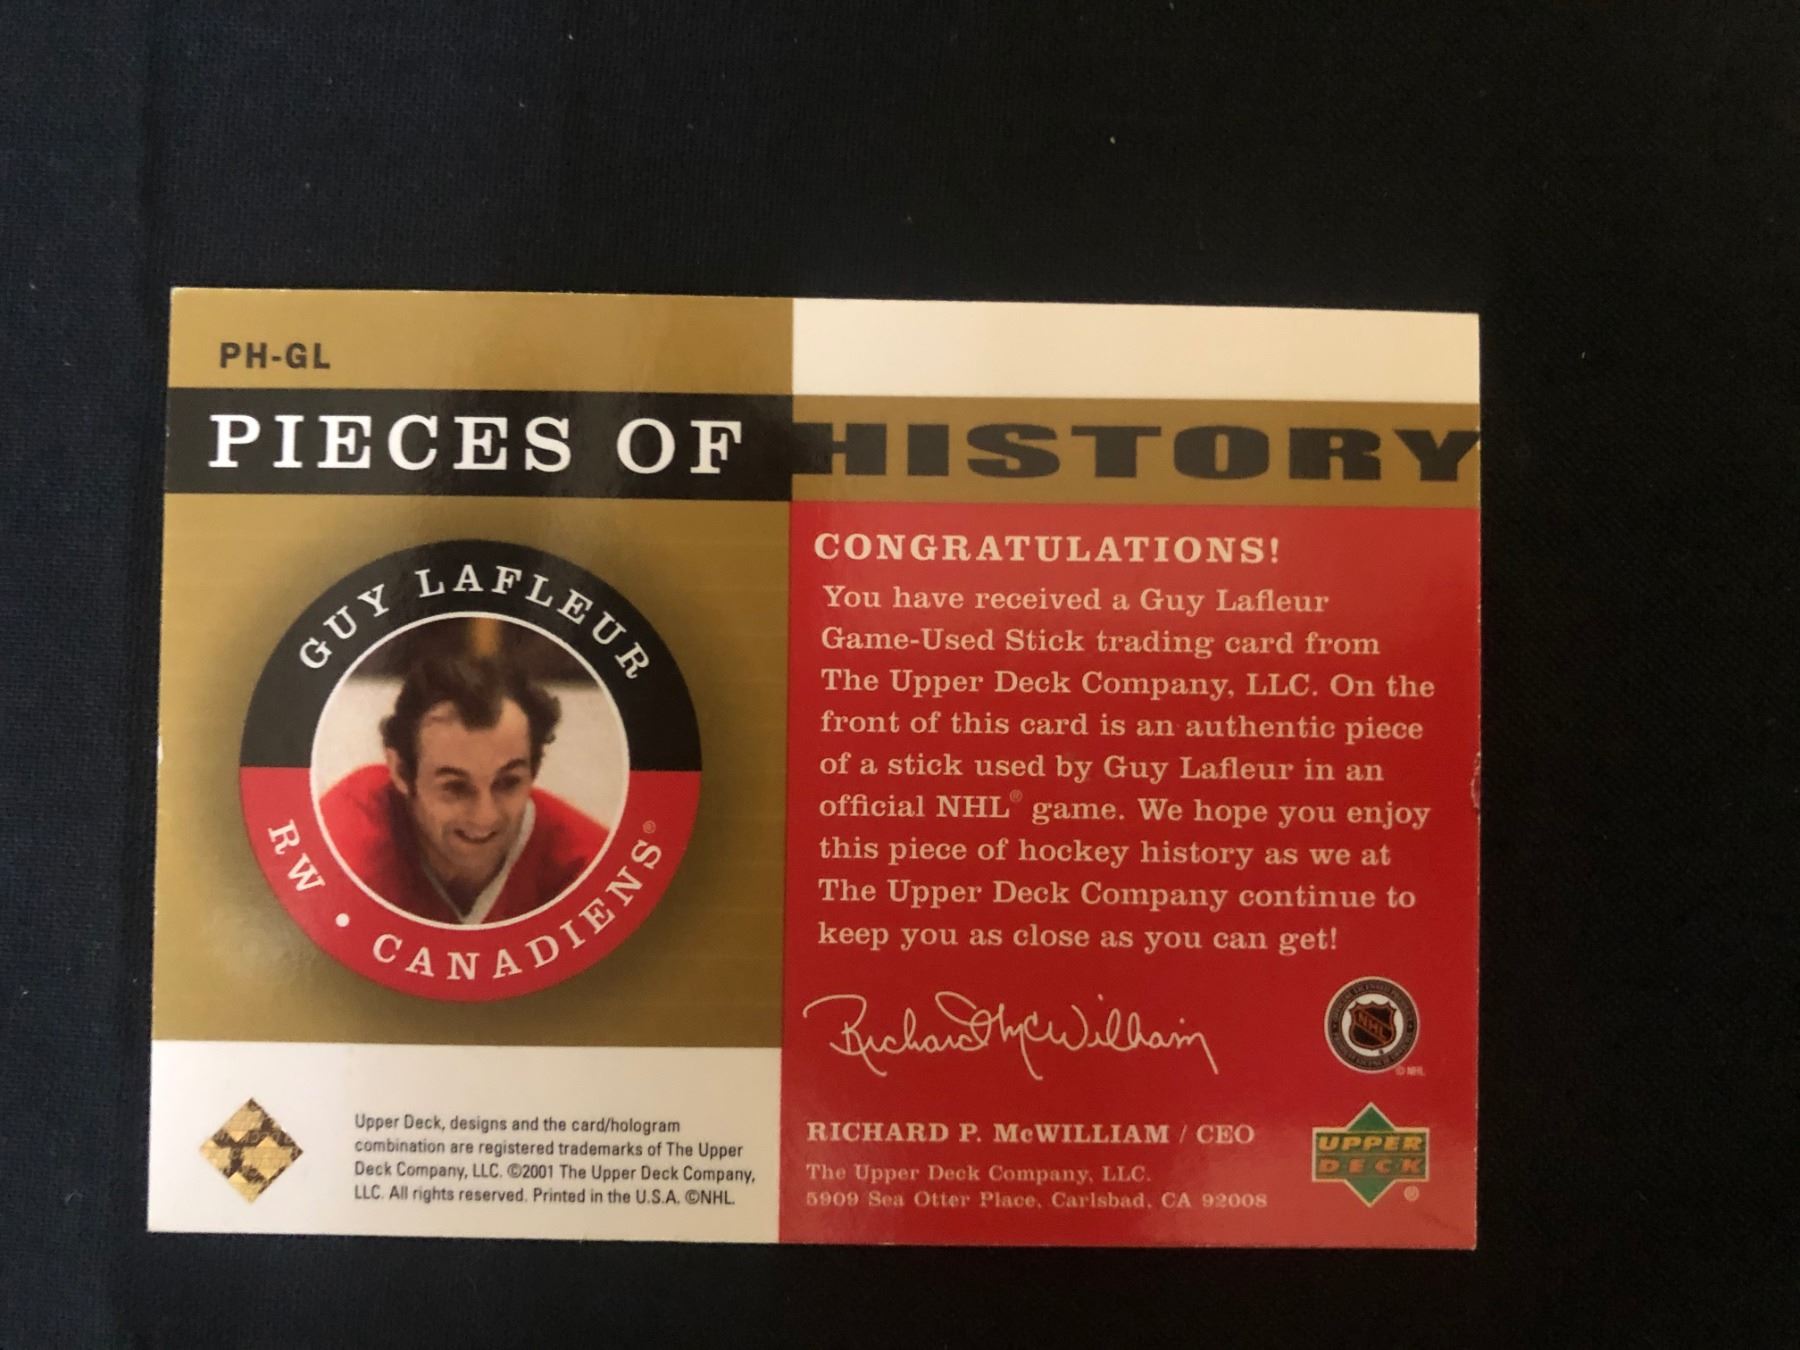 PH-GL
PIECES OF HISTORY
GUY LAFLEUR
RW • CANADIENS®
CONGRATULATIONS!
You have received a Guy Lafleur
Game-Used Stick trading card from
The Upper Deck Company, LLC. On the
front of this card is an authentic piece
of a stick used by Guy Lafleur in an
official NHL® game. We hope you enjoy
this piece of hockey history as we at
The Upper Deck Company continue to
keep you as close as you can get!
Richard McWilliam
NHL
© NHL
RICHARD P. McWILLIAM / CEO
The Upper Deck Company, LLC.
5909 Sea Otter Place, Carlsbad, CA 92008
UPPER
DECK
®
Upper Deck, designs and the card/hologram
combination are registered trademarks of The Upper
Deck Company, LLC. ©2001 The Upper Deck Company,
LLC. All rights reserved. Printed in the U.S.A. ©NHL.